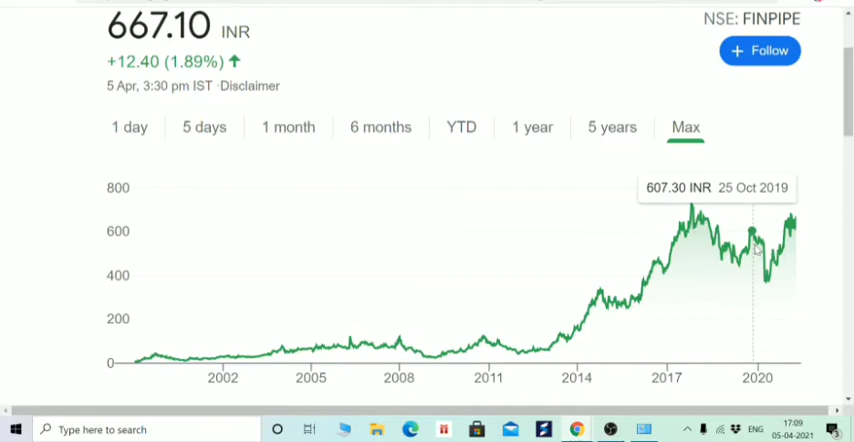 667.10 INR
NSE: FINPIPE
+12.40 (1.89%) ↑
+ Follow
5 Apr, 3:30 pm IST · Disclaimer
1 day 5 days 1 month 6 months YTD 1 year 5 years Max
607.30 INR 25 Oct 2019
800
600
400
200
0
2002 2005 2008 2011 2014 2017 2020
Type here to search
ENG
17:09
05-04-2021
3